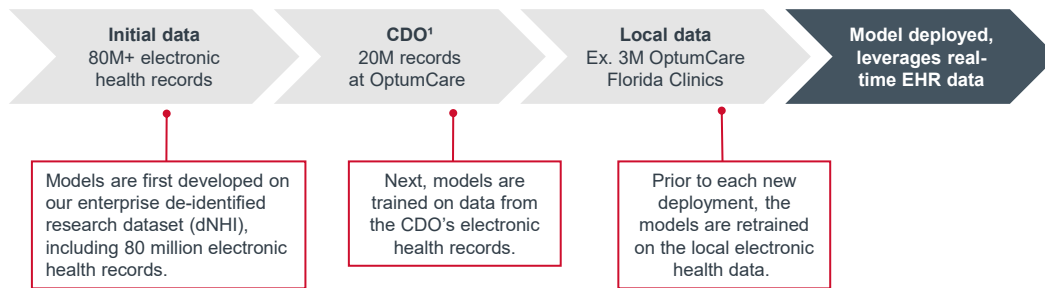 Initial data
80M+ electronic
health records
CDO¹
20M records
at OptumCare
Local data
Ex. 3M OptumCare
Florida Clinics
Model deployed,
leverages real-
time EHR data
Models are first developed on
our enterprise de-identified
research dataset (dNHI),
including 80 million electronic
health records.
Next, models are
trained on data from
the CDO’s electronic
health records.
Prior to each new
deployment, the
models are retrained
on the local electronic
health data.